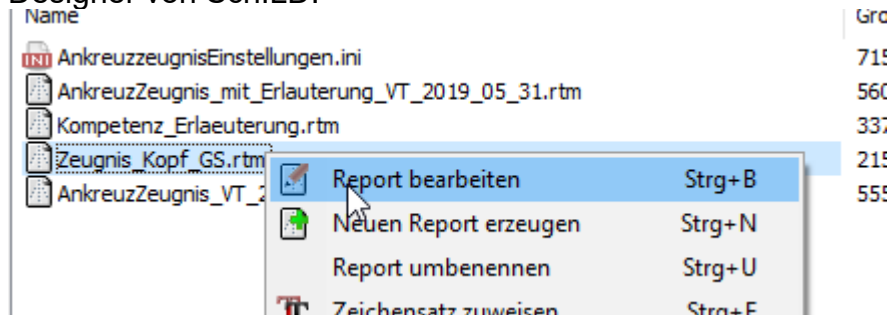 Designer von SchILD.
Name Grö
AnkreuzzeugnisEinstellungen.ini 715
AnkreuzZeugnis_mit_Erlauterung_VT_2019_05_31.rtm 560
Kompetenz_Erlaeuterung.rtm 337
Zeugnis_Kopf_GS.rtm 215
Report bearbeiten Strg+B
AnkreuzZeugnis_VT_2 555
Neuen Report erzeugen Strg+N
Report umbenennen Strg+U
Zeichensatz zuweisen Strg+F